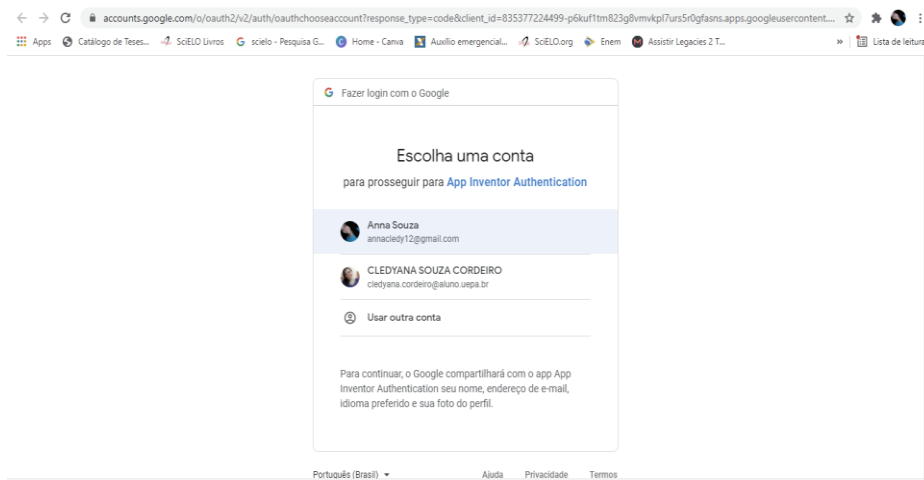 accounts.google.com/o/oauth2/v2/auth/oauthchooseaccount?response_type=code&client_id=835377224499-p6kuf1tm823g8vmvkpl7urs5r0gfasns.apps.googleusercontent....
Apps Catálogo de Teses... SciELO Livros scielo - Pesquisa G... Home - Canva Auxílio emergencial... SciELO.org Enem Assistir Legacies 2 T... » Lista de leitura
Fazer login com o Google
Escolha uma conta
para prosseguir para App Inventor Authentication
Anna Souza
annacledy12@gmail.com
CLEDYANA SOUZA CORDEIRO
cledyana.cordeiro@aluno.uepa.br
Usar outra conta
Para continuar, o Google compartilhará com o app App
Inventor Authentication seu nome, endereço de e-mail,
idioma preferido e sua foto do perfil.
Português (Brasil) Ajuda Privacidade Termos